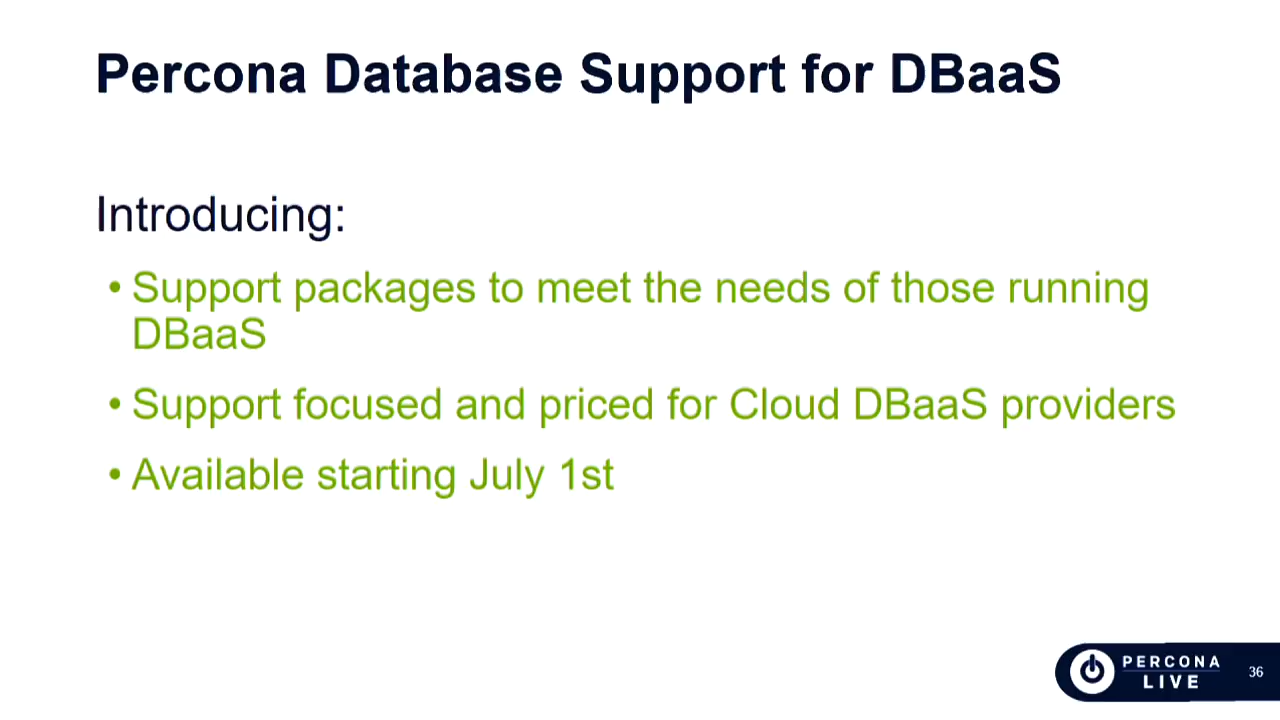 Percona Database Support for DBaaS
Introducing:
• Support packages to meet the needs of those running
DBaaS
• Support focused and priced for Cloud DBaaS providers
• Available starting July 1st
PERCONA
LIVE
36